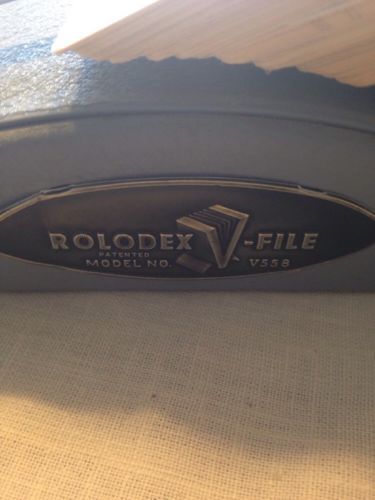 ROLODEX V-FILE
PATENTED
MODEL NO. V558